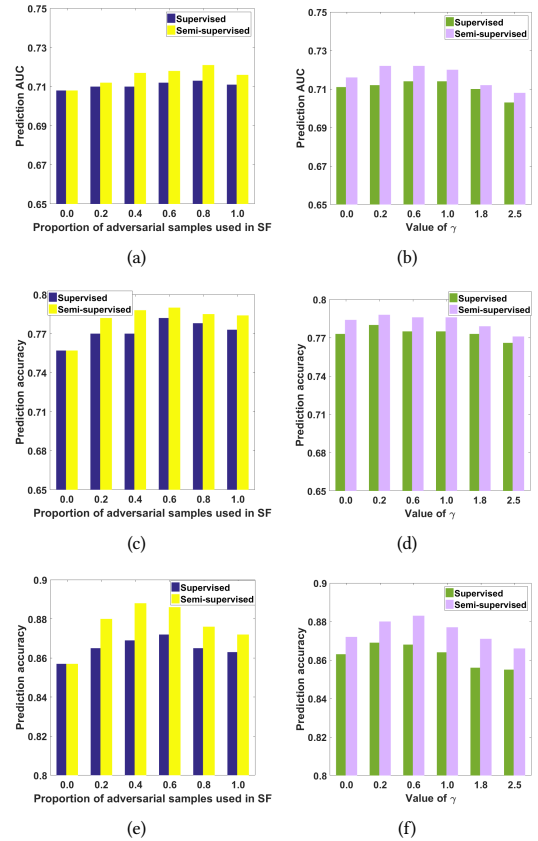 0.75
Supervised
Semi-supervised
0.73
0.71
0.69
0.67
0.65
Prediction AUC
0.0 0.2 0.4 0.6 0.8 1.0
Proportion of adversarial samples used in SF
(a)
0.75
Supervised
Semi-supervised
0.73
0.71
0.69
0.67
0.65
Prediction AUC
0.0 0.2 0.6 1.0 1.8 2.5
Value of γ
(b)
0.8
Supervised
Semi-supervised
0.77
0.74
0.71
0.68
0.65
Prediction accuracy
0.0 0.2 0.4 0.6 0.8 1.0
Proportion of adversarial samples used in SF
(c)
0.8
Supervised
Semi-supervised
0.77
0.74
0.71
0.68
0.65
Prediction accuracy
0.0 0.2 0.6 1.0 1.8 2.5
Value of γ
(d)
0.9
Supervised
Semi-supervised
0.88
0.86
0.84
0.82
0.8
Prediction accuracy
0.0 0.2 0.4 0.6 0.8 1.0
Proportion of adversarial samples used in SF
(e)
0.9
Supervised
Semi-supervised
0.88
0.86
0.84
0.82
0.8
Prediction accuracy
0.0 0.2 0.6 1.0 1.8 2.5
Value of γ
(f)